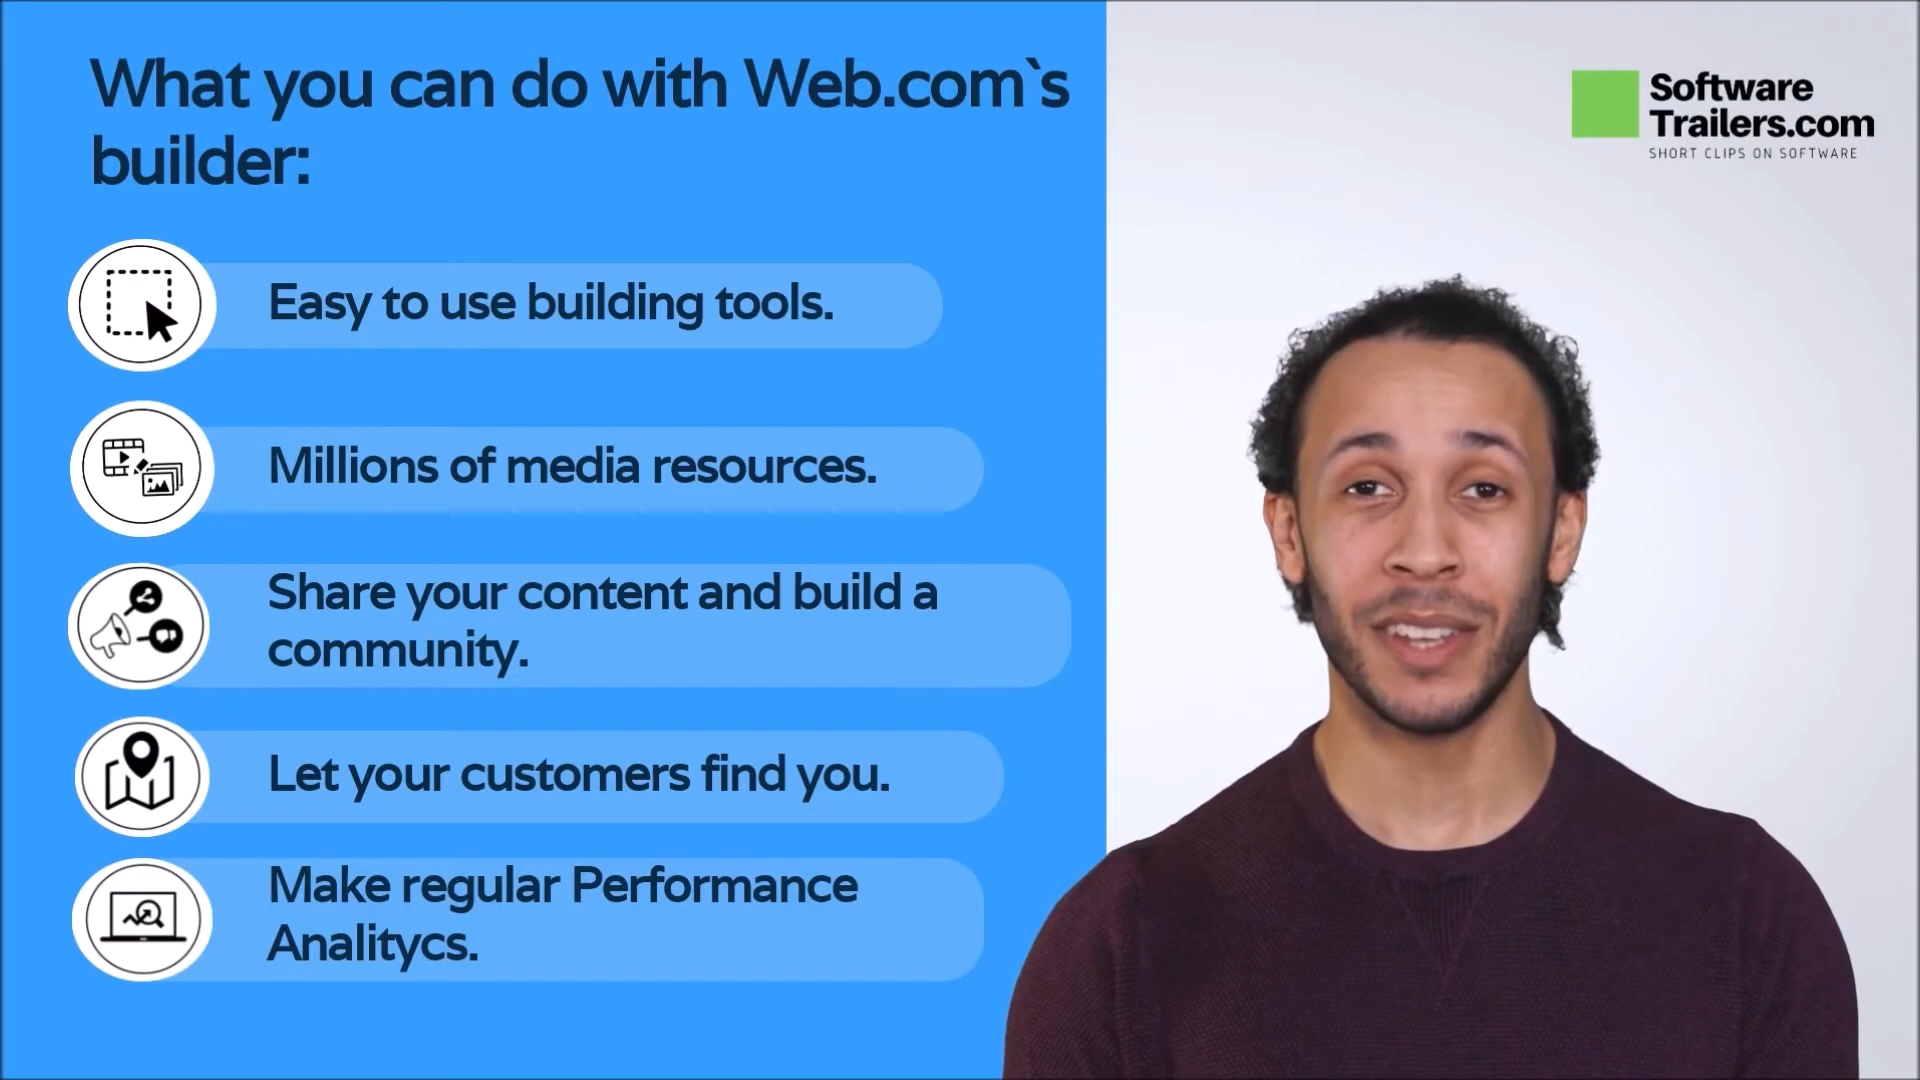 What you can do with Web.com`s
builder:
Easy to use building tools.
Millions of media resources.
Share your content and build a
community.
Let your customers find you.
Make regular Performance
Analitycs.
Software
Trailers.com
SHORT CLIPS ON SOFTWARE